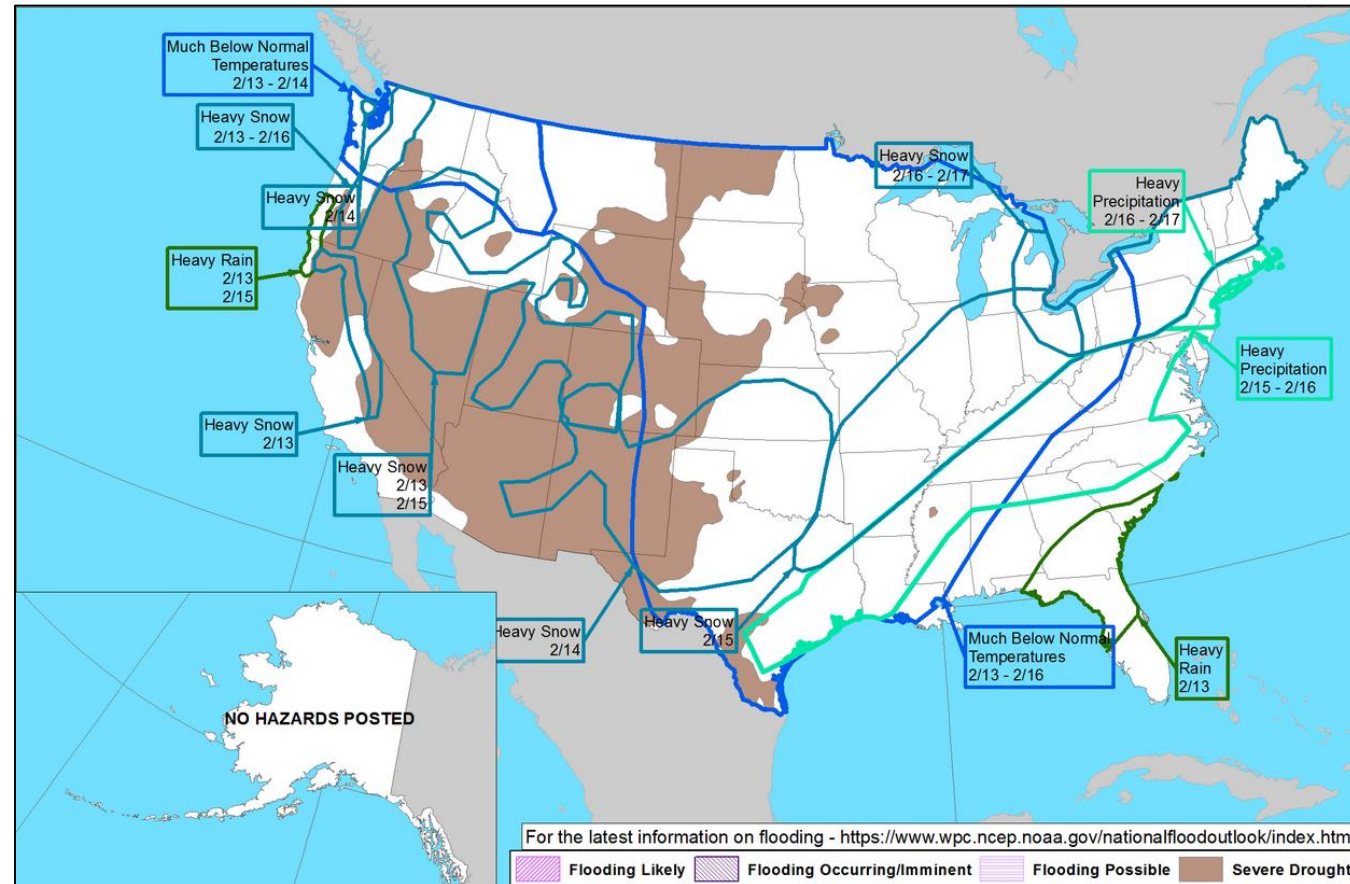 Much Below Normal
Temperatures
2/13 - 2/14
Heavy Snow
2/13 - 2/16
Heavy Snow
2/14
Heavy Rain
2/13
2/15
Heavy Snow
2/13
Heavy Snow
2/13
2/15
Heavy Snow
2/16 - 2/17
Heavy
Precipitation
2/16 - 2/17
Heavy
Precipitation
2/15 - 2/16
Heavy Snow
2/14
Heavy Snow
2/15
Much Below Normal
Temperatures
2/13 - 2/16
Heavy
Rain
2/13
NO HAZARDS POSTED
For the latest information on flooding - https://www.wpc.ncep.noaa.gov/nationalfloodoutlook/index.htm
Flooding Likely Flooding Occurring/Imminent Flooding Possible Severe Drought